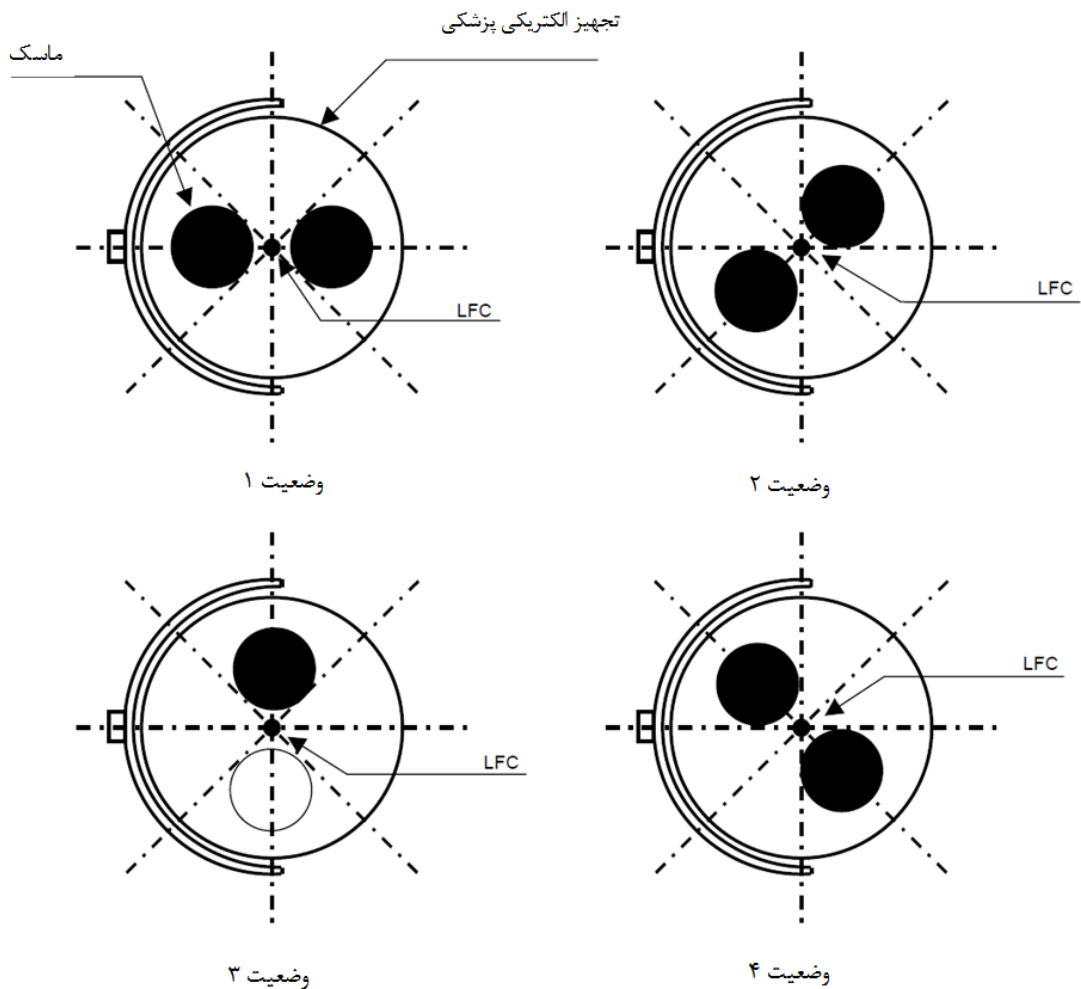 تجهیز الکتریکی پزشکی
ماسک
LFC
LFC
وضعیت ۱
وضعیت ۲
LFC
LFC
وضعیت ۳
وضعیت ۴